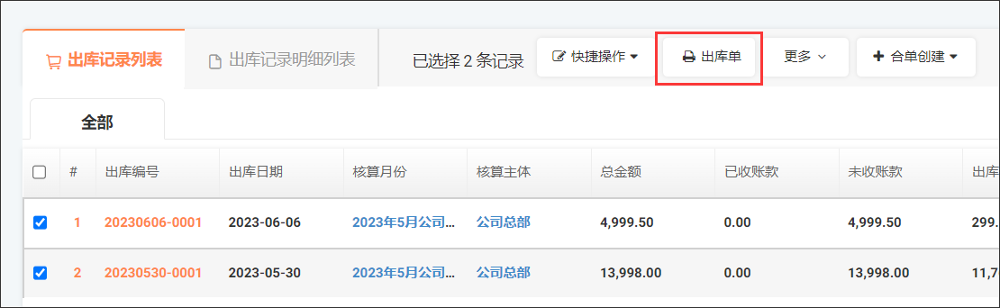 出库记录列表 出库记录明细列表 已选择 2 条记录 快捷操作 出库单 更多 合单创建
全部
# 出库编号 出库日期 核算月份 核算主体 总金额 已收账款 未收账款 出库
1 20230606-0001 2023-06-06 2023年5月公司... 公司总部 4,999.50 0.00 4,999.50 299.
2 20230530-0001 2023-05-30 2023年5月公司... 公司总部 13,998.00 0.00 13,998.00 11,7